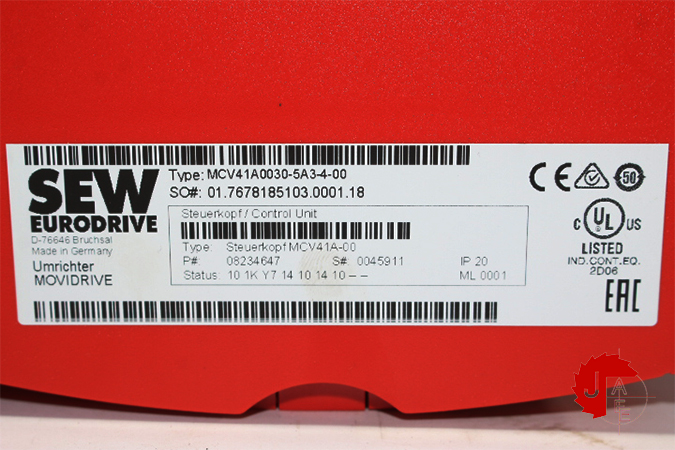 SEW
EURODRIVE
D-76646 Bruchsal
Made in Germany
Umrichter
MOVIDRIVE
Type: MCV41A0030-5A3-4-00
SO#: 01.7678185103.0001.18
Steuerkopf / Control Unit
Type: Steuerkopf MCV41A-00
P#: 08234647 S#: 0045911 IP 20
Status: 10 1K Y7 14 10 14 10 – – ML 0001
CE 50
C UL US
LISTED
IND.CONT.EQ.
2D06
EAC
J A